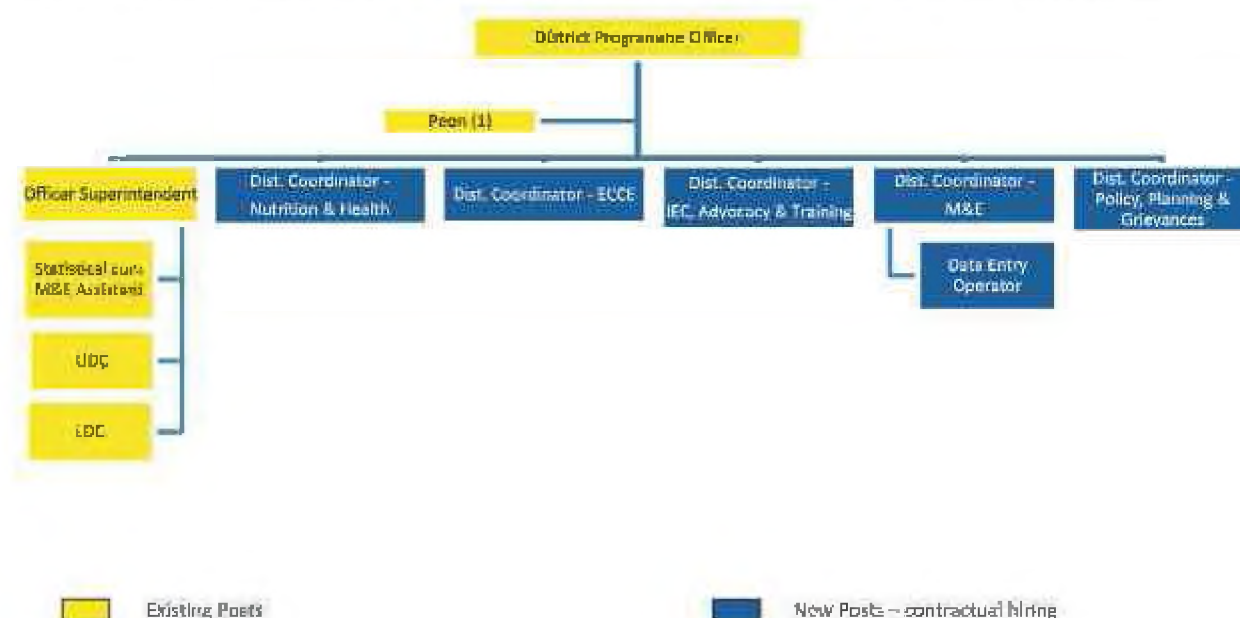 District Programme Officer
Peon (1)
Officer Superintendent
Dist. Coordinator -
Nutrition & Health
Dist. Coordinator - ECCE
Dist. Coordinator -
IEC, Advocacy & Training
Dist. Coordinator -
M&E
Dist. Coordinator -
Policy, Planning &
Grievances
Statistical cum
M&E Assistant
Data Entry
Operator
UDC
LDC
Existing Posts
New Posts – contractual hiring